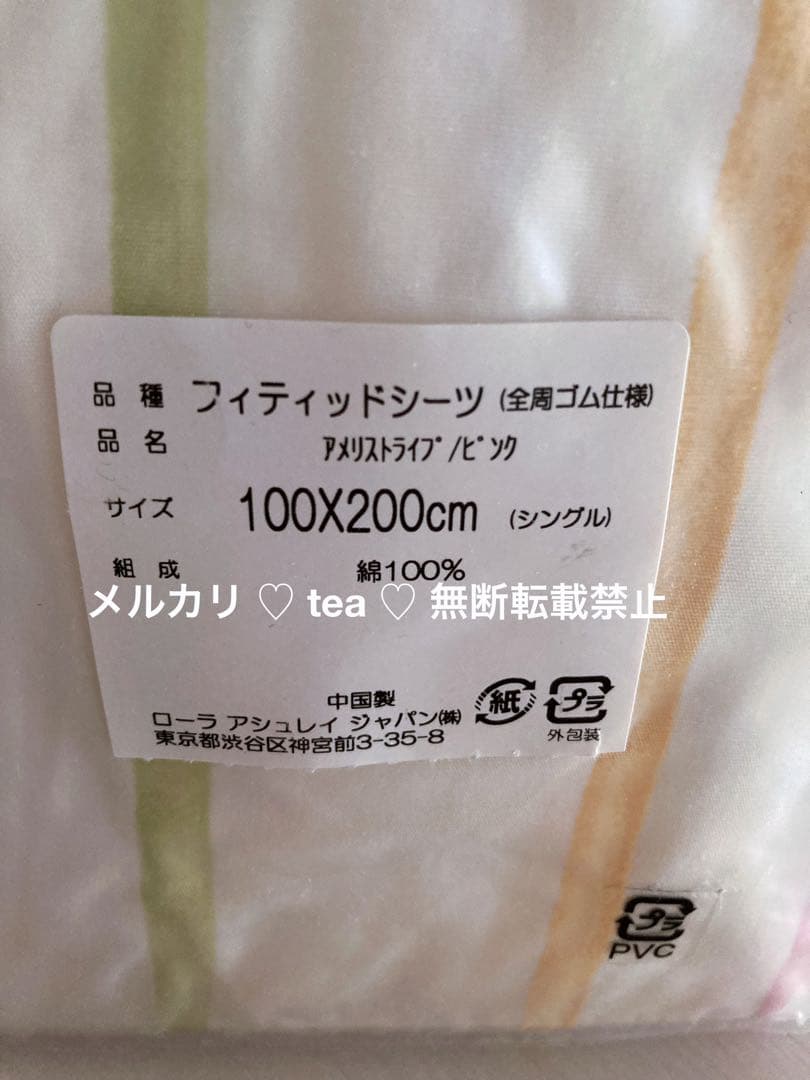 品種 フィティッドシーツ (全周ゴム仕様)
品名 ｱﾒﾘｽﾄﾗｲﾌﾟ/ﾋﾟﾝｸ
サイズ 100X200cm (シングル)
組成 綿100%
メルカリ ♡ tea ♡ 無断転載禁止
中国製
ローラ アシュレイ ジャパン㈱
東京都渋谷区神宮前3-35-8
紙 プラ
外包装
プラ
PVC